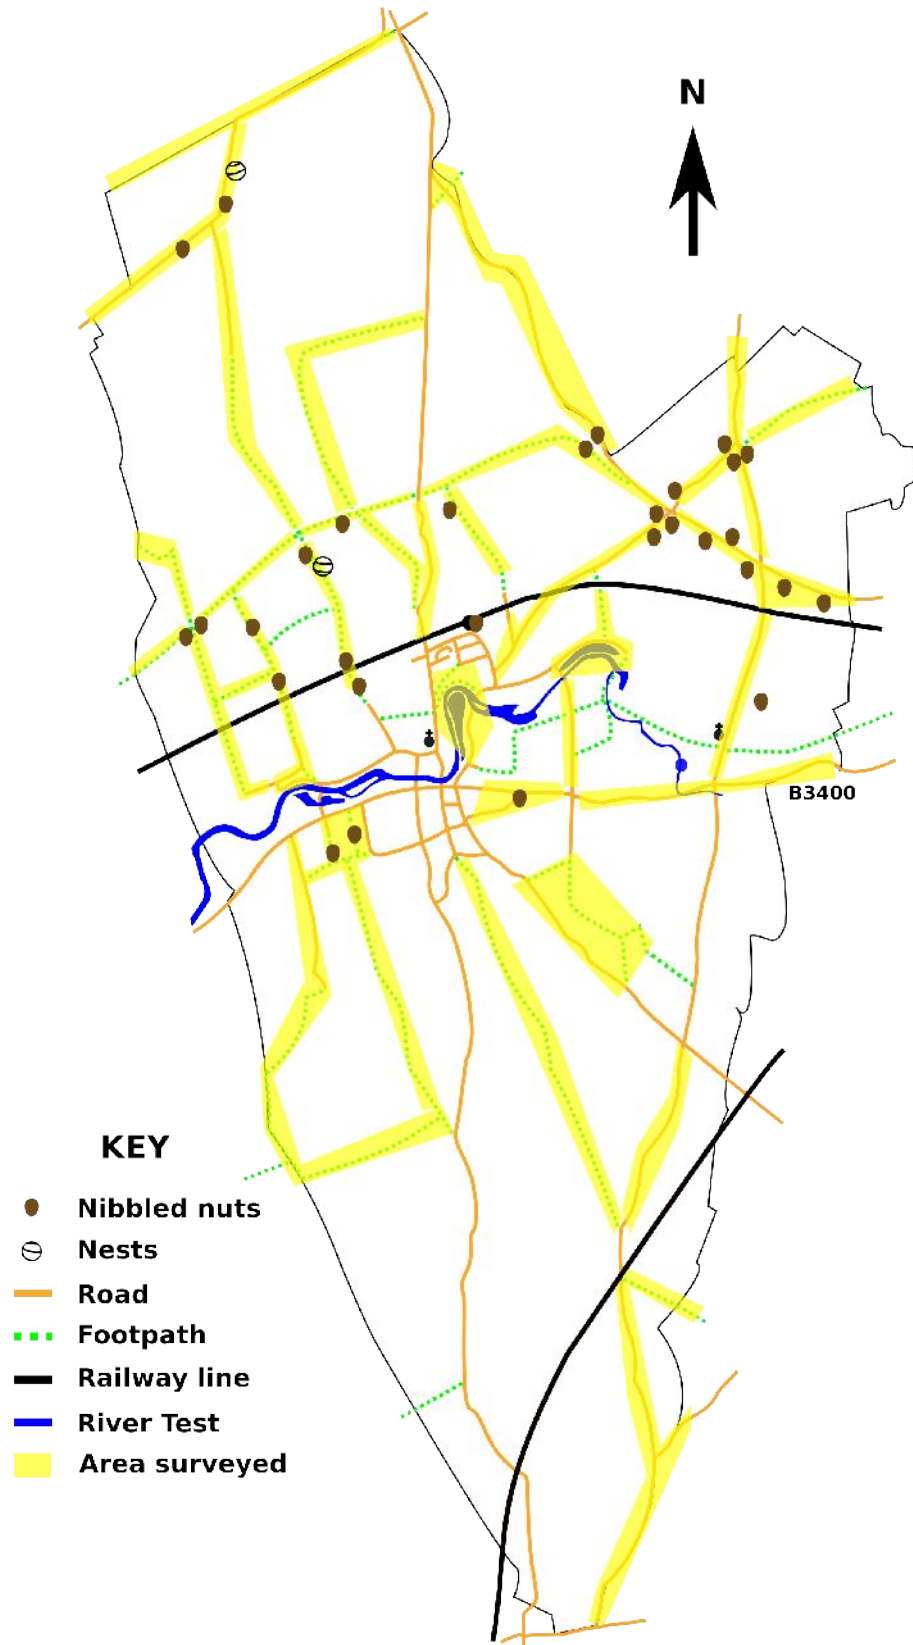 N
B3400
KEY
Nibbled nuts
Nests
Road
Footpath
Railway line
River Test
Area surveyed